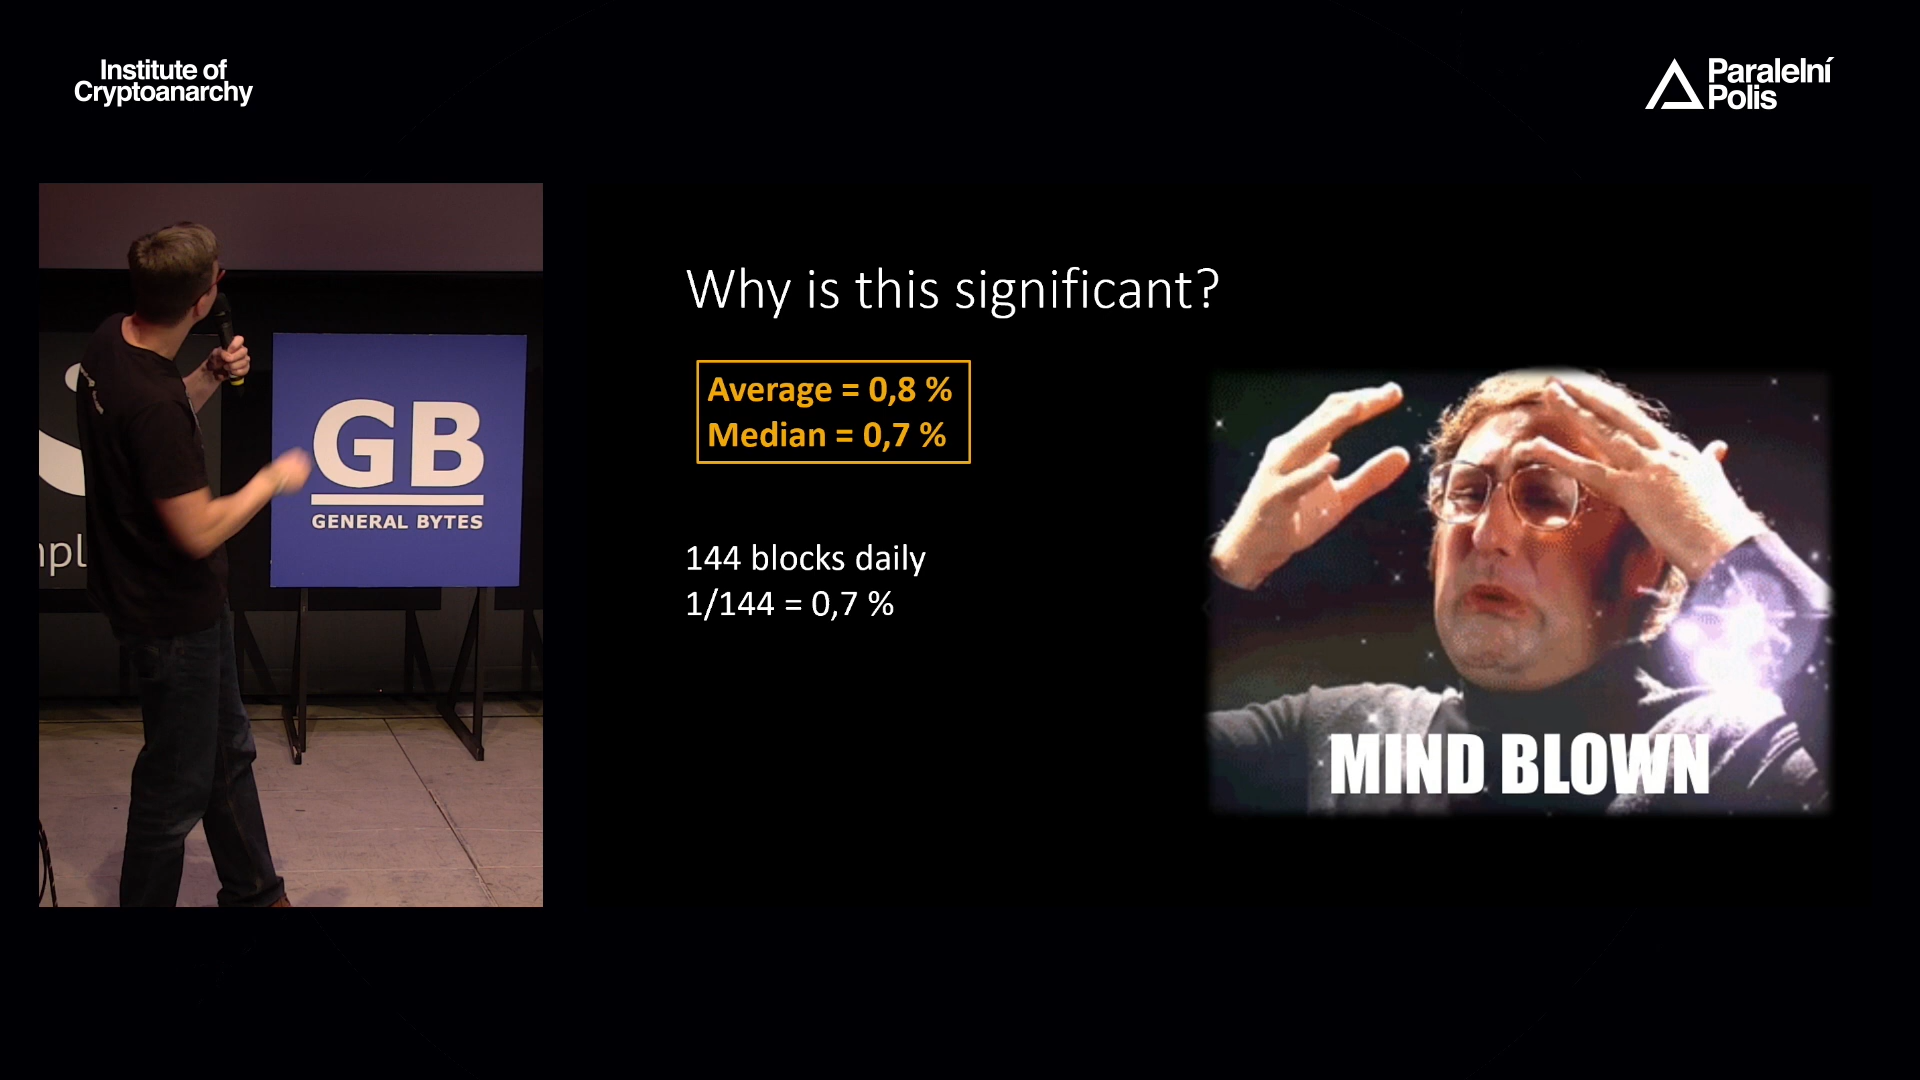 Institute of
Cryptoanarchy
Paralelní
Polis
GB
GENERAL BYTES
Why is this significant?
Average = 0,8 %
Median = 0,7 %
144 blocks daily
1/144 = 0,7 %
MIND BLOWN